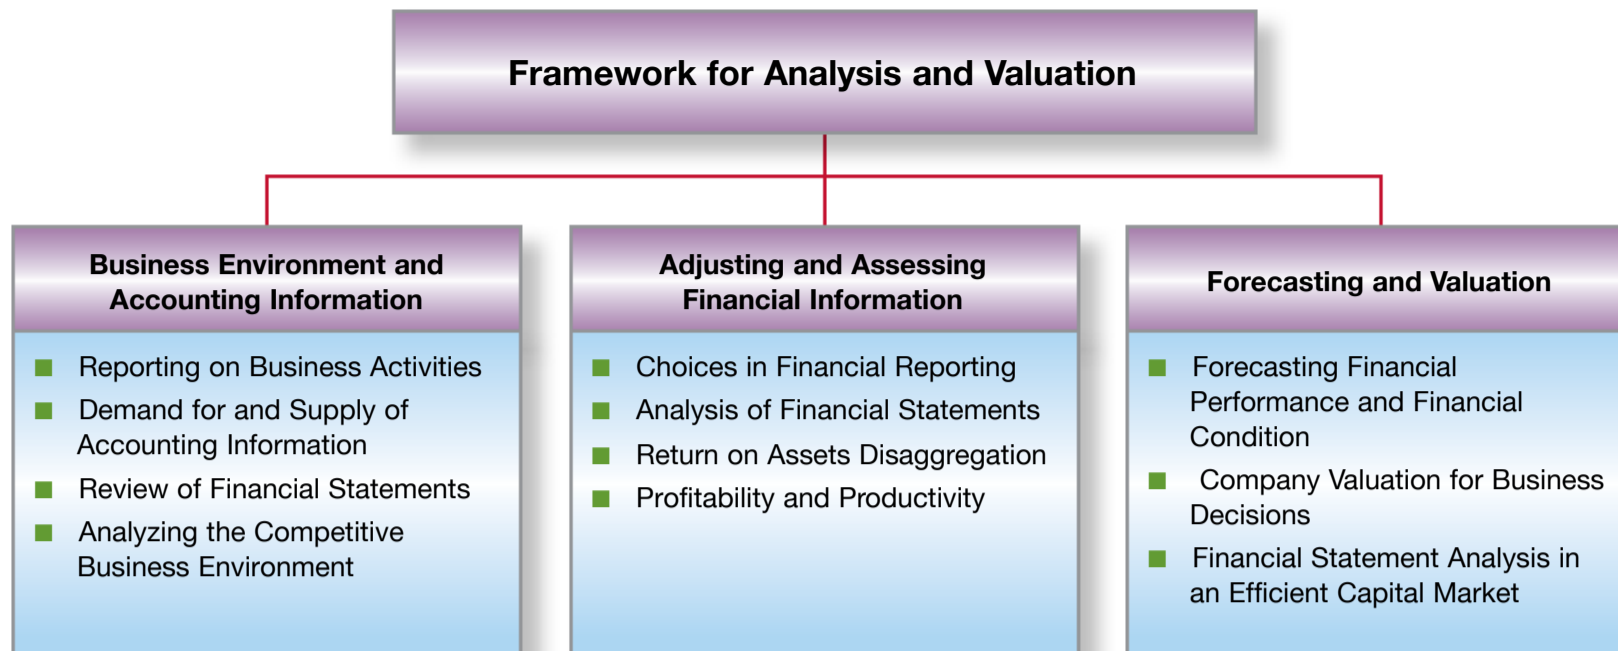 Framework for Analysis and Valuation
Business Environment and
Accounting Information
Reporting on Business Activities
Demand for and Supply of
Accounting Information
Review of Financial Statements
Analyzing the Competitive
Business Environment
Adjusting and Assessing
Financial Information
Choices in Financial Reporting
Analysis of Financial Statements
Return on Assets Disaggregation
Profitability and Productivity
Forecasting and Valuation
Forecasting Financial
Performance and Financial
Condition
Company Valuation for Business
Decisions
Financial Statement Analysis in
an Efficient Capital Market